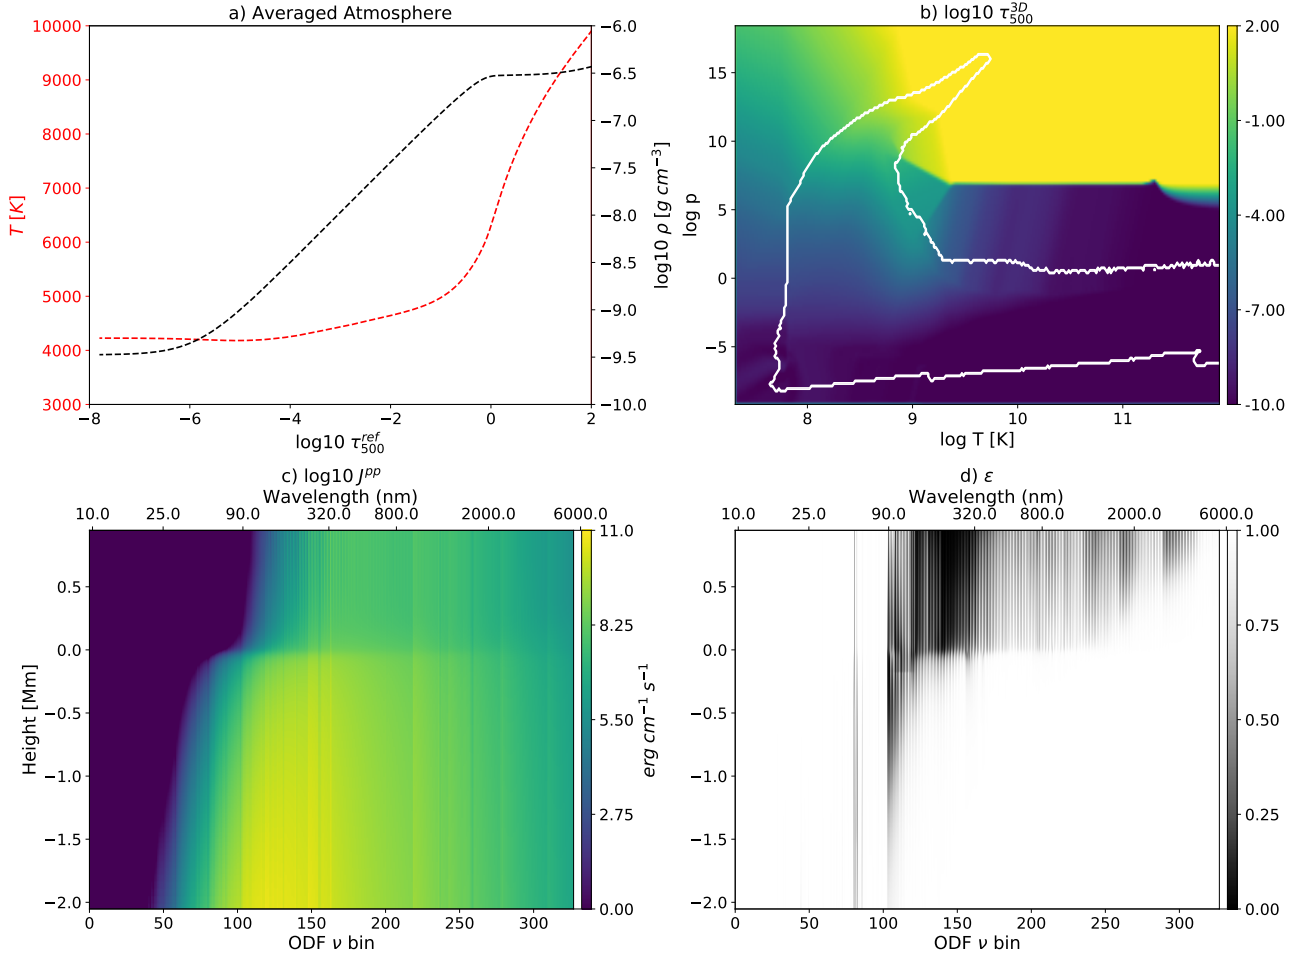 a) Averaged Atmosphere
10000
9000
8000
7000
6000
5000
4000
3000
T [K]
−6.0
−6.5
−7.0
−7.5
−8.0
−8.5
−9.0
−9.5
−10.0
log10 ρ [g cm⁻³]
−8 −6 −4 −2 0 2
log10 τ_500^ref
b) log10 τ_500^3D
15
10
5
0
−5
log p
8 9 10 11
log T [K]
2.00
-1.00
-4.00
-7.00
-10.0
c) log10 J^pp
Wavelength (nm)
10.0 25.0 90.0 320.0 800.0 2000.0 6000.0
0.5
0.0
−0.5
−1.0
−1.5
−2.0
Height [Mm]
0 50 100 150 200 250 300
ODF ν bin
11.0
8.25
5.50
2.75
0.00
erg cm⁻¹ s⁻¹
d) ε
Wavelength (nm)
10.0 25.0 90.0 320.0 800.0 2000.0 6000.0
0.5
0.0
−0.5
−1.0
−1.5
−2.0
0 50 100 150 200 250 300
ODF ν bin
1.00
0.75
0.50
0.25
0.00